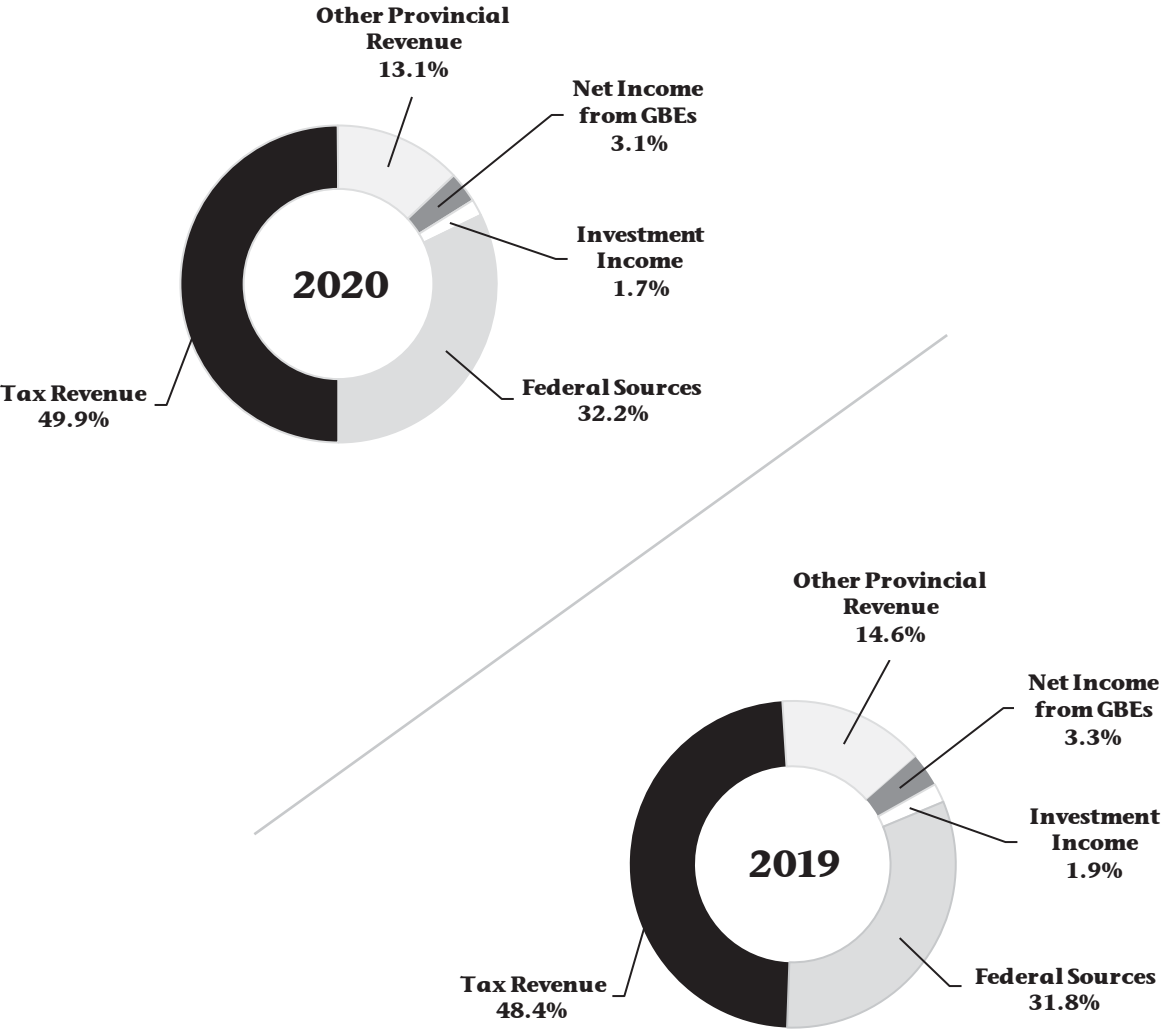 Other Provincial
Revenue
13.1%
Net Income
from GBEs
3.1%
Investment
Income
1.7%
2020
Tax Revenue
49.9%
Federal Sources
32.2%
Other Provincial
Revenue
14.6%
Net Income
from GBEs
3.3%
Investment
Income
1.9%
2019
Tax Revenue
48.4%
Federal Sources
31.8%